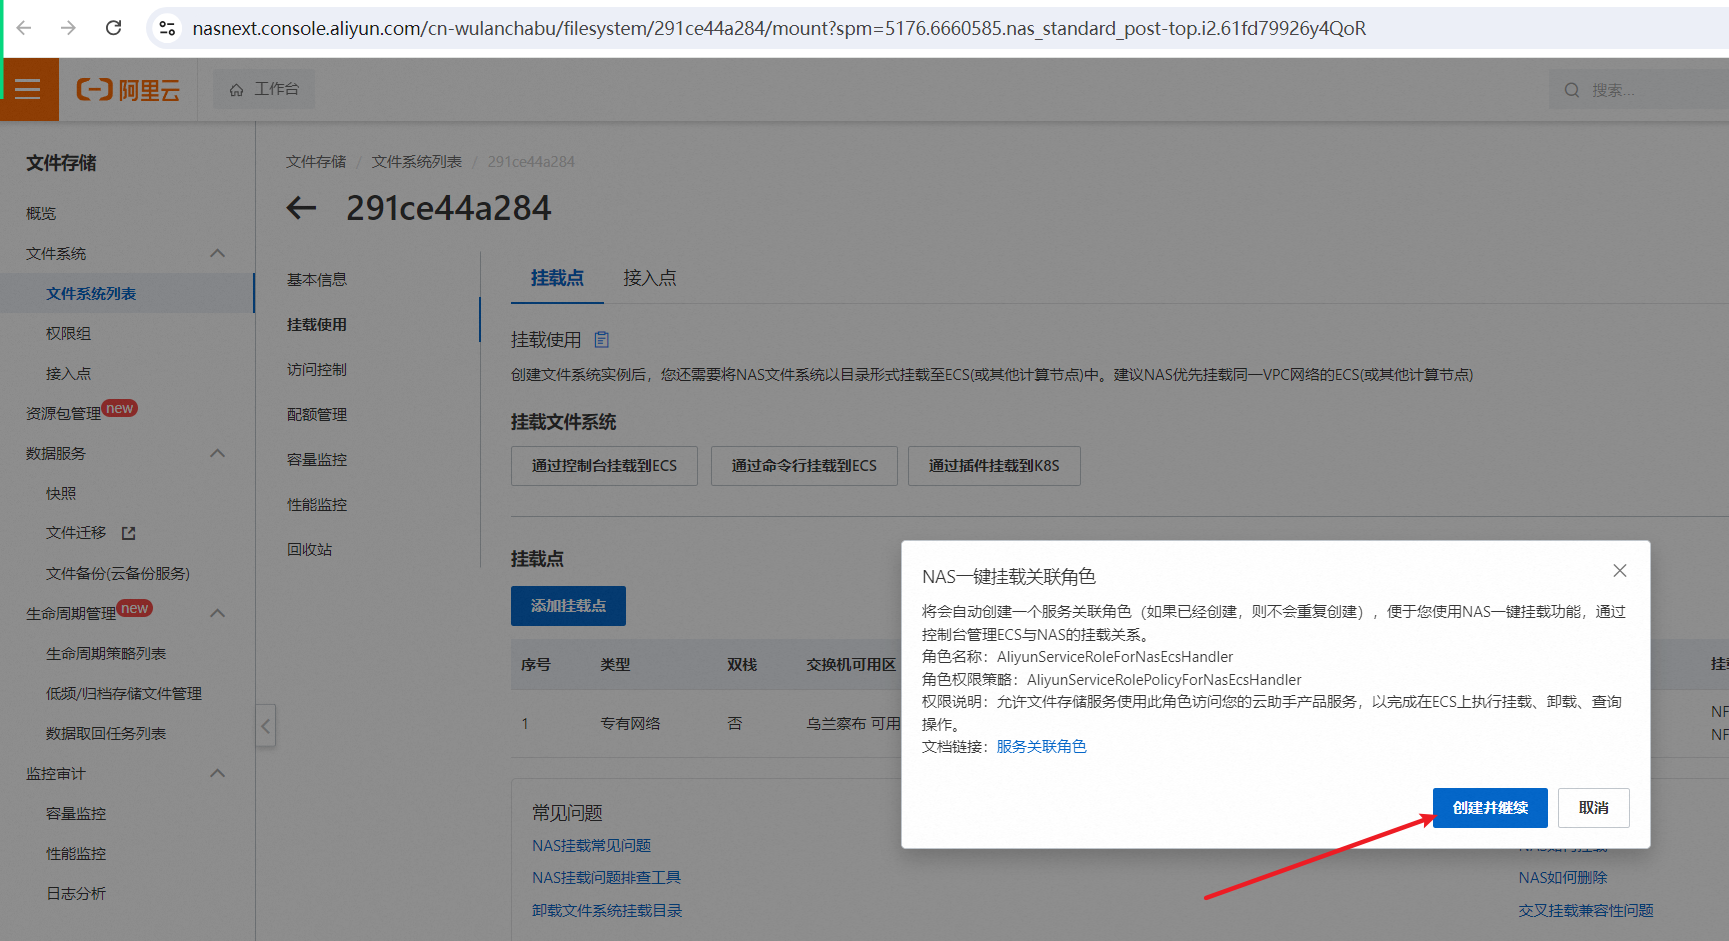 nasnext.console.aliyun.com/cn-wulanchabu/filesystem/291ce44a284/mount?spm=5176.6660585.nas_standard_post-top.i2.61fd79926y4QoR
阿里云
工作台
搜索...
文件存储
概览
文件系统
文件系统列表
权限组
接入点
资源包管理 new
数据服务
快照
文件迁移
文件备份(云备份服务)
生命周期管理 new
生命周期策略列表
低频/归档存储文件管理
数据取回任务列表
监控审计
容量监控
性能监控
日志分析
文件存储 / 文件系统列表 / 291ce44a284
291ce44a284
基本信息
挂载使用
访问控制
配额管理
容量监控
性能监控
回收站
挂载点 接入点
挂载使用
创建文件系统实例后，您还需要将NAS文件系统以目录形式挂载至ECS(或其他计算节点)中。建议NAS优先挂载同一VPC网络的ECS(或其他计算节点)
挂载文件系统
通过控制台挂载到ECS 通过命令行挂载到ECS 通过插件挂载到K8S
挂载点
添加挂载点
序号 类型 双栈 交换机可用区 挂
1 专有网络 否 乌兰察布 可用
NF
NF
NAS一键挂载关联角色
将会自动创建一个服务关联角色（如果已经创建，则不会重复创建），便于您使用NAS一键挂载功能，通过
控制台管理ECS与NAS的挂载关系。
角色名称：AliyunServiceRoleForNasEcsHandler
角色权限策略：AliyunServiceRolePolicyForNasEcsHandler
权限说明：允许文件存储服务使用此角色访问您的云助手产品服务，以完成在ECS上执行挂载、卸载、查询
操作。
文档链接：服务关联角色
创建并继续 取消
常见问题
NAS挂载常见问题
NAS挂载问题排查工具
卸载文件系统挂载目录
NAS如何挂载
NAS如何删除
交叉挂载兼容性问题